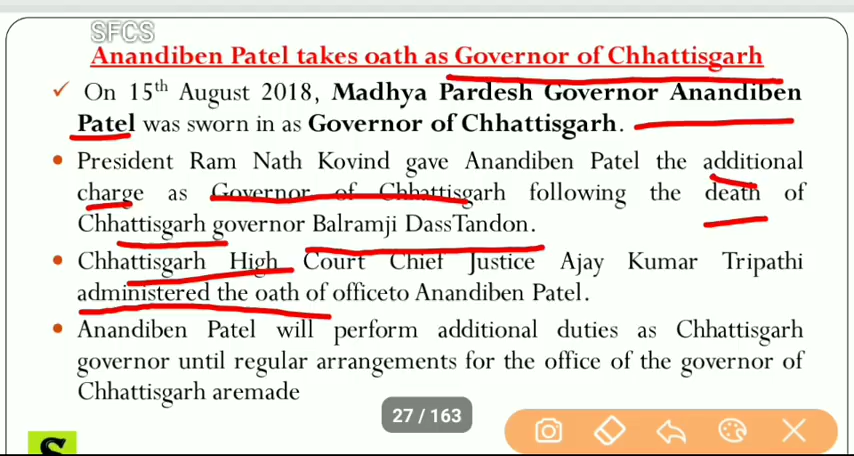 SFCS
Anandiben Patel takes oath as Governor of Chhattisgarh
✓ On 15th August 2018, Madhya Pardesh Governor Anandiben
Patel was sworn in as Governor of Chhattisgarh.
• President Ram Nath Kovind gave Anandiben Patel the additional
charge as Governor of Chhattisgarh following the death of
Chhattisgarh governor Balramji DassTandon.
• Chhattisgarh High Court Chief Justice Ajay Kumar Tripathi
administered the oath of officeto Anandiben Patel.
• Anandiben Patel will perform additional duties as Chhattisgarh
governor until regular arrangements for the office of the governor of
Chhattisgarh aremade
27 / 163
S